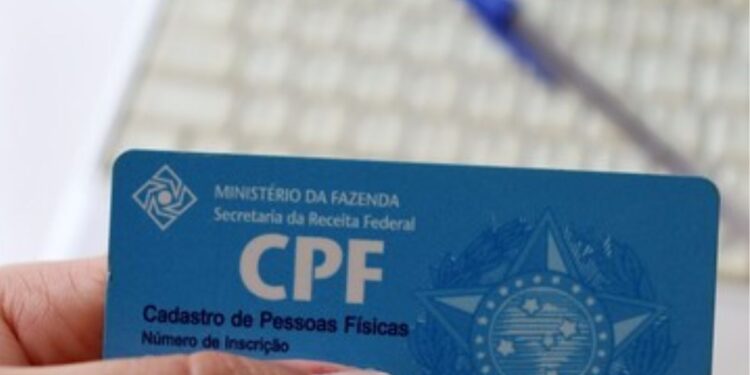 MINISTÉRIO DA FAZENDA
Secretaria da Receita Federal
CPF
Cadastro de Pessoas Físicas
Número de Inscrição